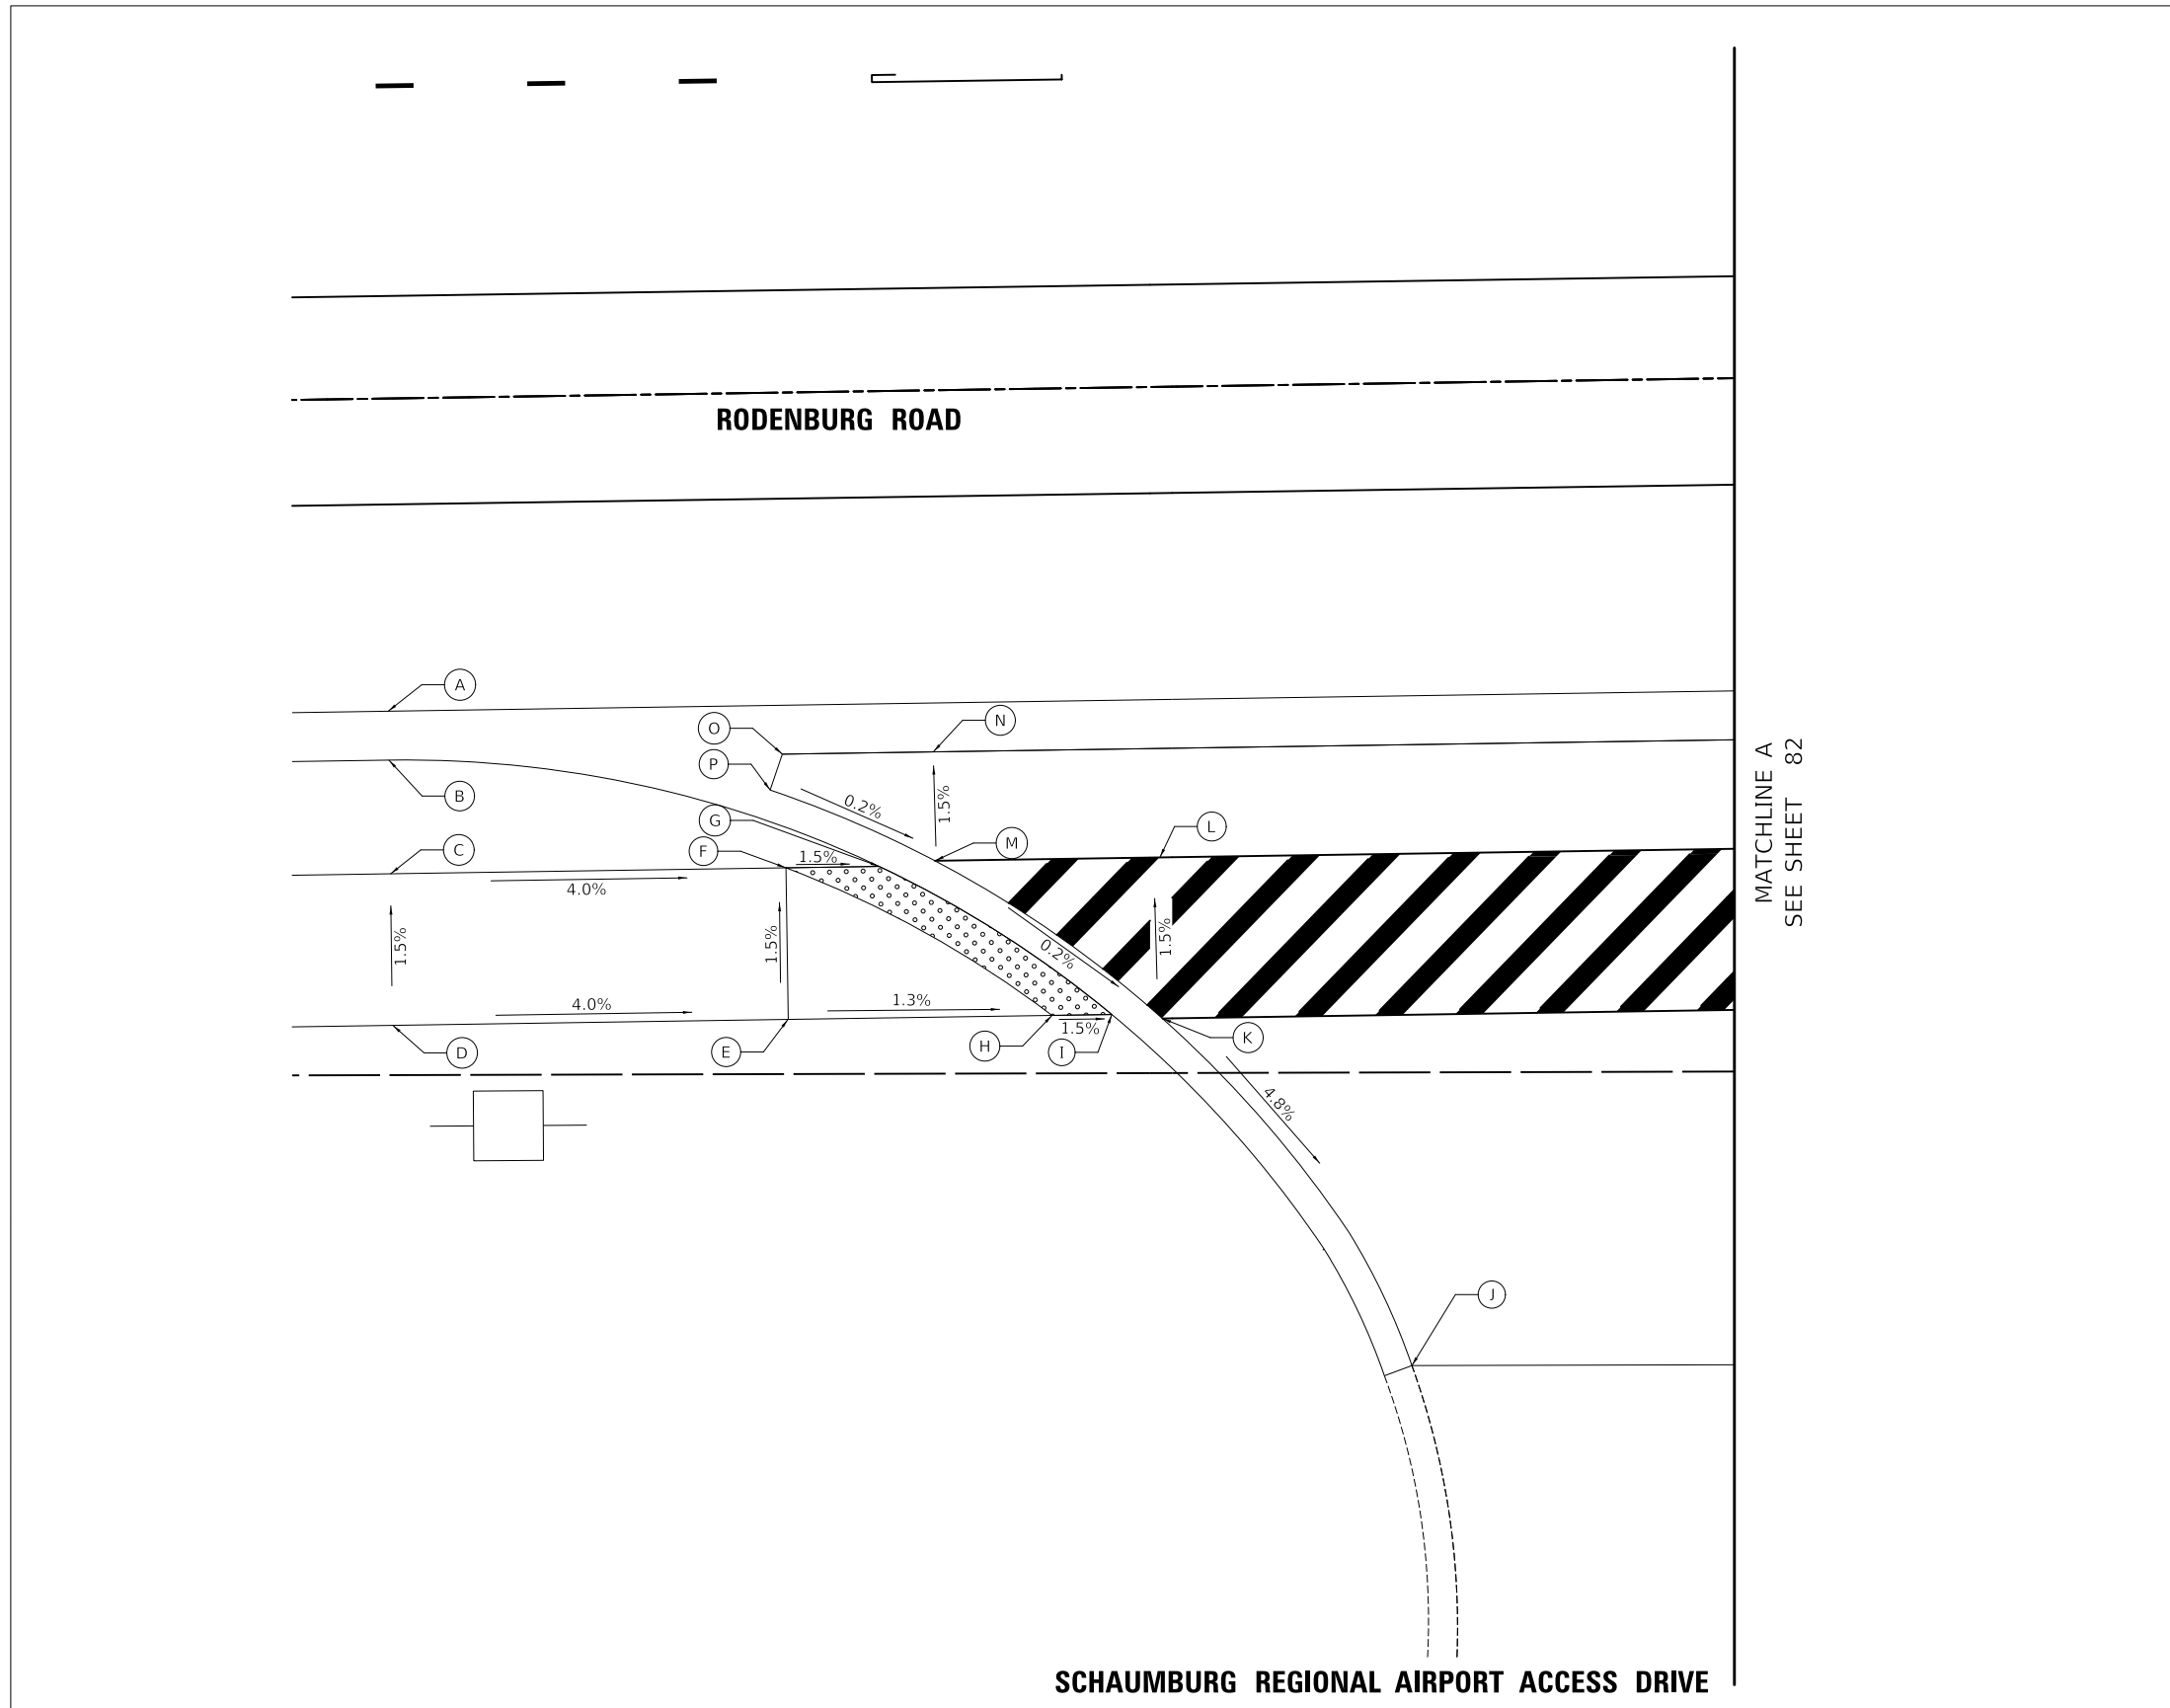 RODENBURG ROAD
A
O
N
P
B
0.2%
1.5%
G
L
M
C
F
1.5%
4.0%
1.5%
1.5%
0.2%
1.5%
4.0%
1.3%
1.5%
D
E
H
I
K
4.8%
J
MATCHLINE A
SEE SHEET 82
SCHAUMBURG REGIONAL AIRPORT ACCESS DRIVE